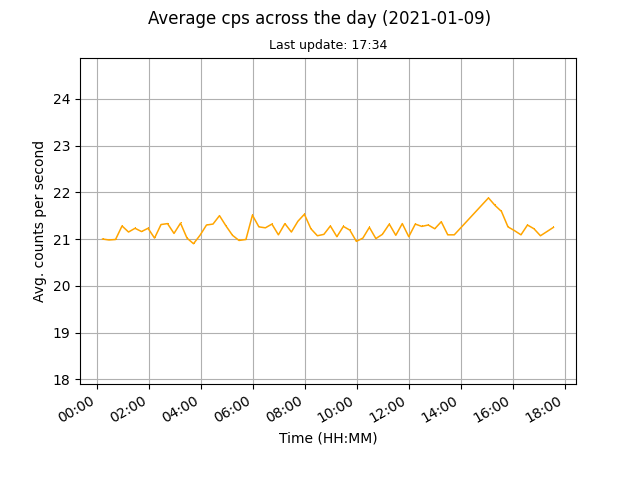 Average cps across the day (2021-01-09)
Last update: 17:34
Avg. counts per second
24
23
22
21
20
19
18
00:00 02:00 04:00 06:00 08:00 10:00 12:00 14:00 16:00 18:00
Time (HH:MM)